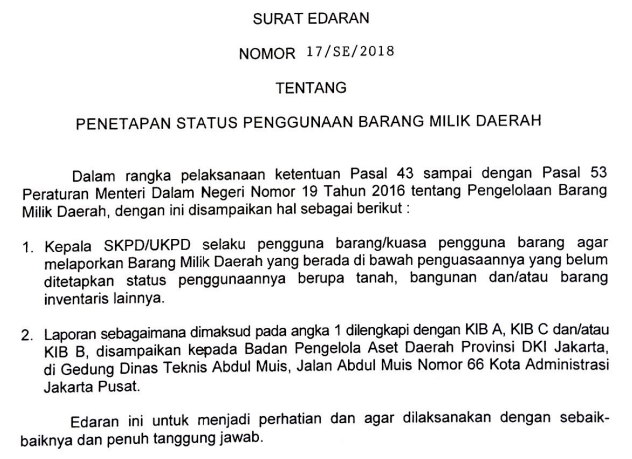 SURAT EDARAN
NOMOR 17/SE/2018
TENTANG
PENETAPAN STATUS PENGGUNAAN BARANG MILIK DAERAH
Dalam rangka pelaksanaan ketentuan Pasal 43 sampai dengan Pasal 53
Peraturan Menteri Dalam Negeri Nomor 19 Tahun 2016 tentang Pengelolaan Barang
Milik Daerah, dengan ini disampaikan hal sebagai berikut :
1. Kepala SKPD/UKPD selaku pengguna barang/kuasa pengguna barang agar
melaporkan Barang Milik Daerah yang berada di bawah penguasaannya yang belum
ditetapkan status penggunaannya berupa tanah, bangunan dan/atau barang
inventaris lainnya.
2. Laporan sebagaimana dimaksud pada angka 1 dilengkapi dengan KIB A, KIB C dan/atau
KIB B, disampaikan kepada Badan Pengelola Aset Daerah Provinsi DKI Jakarta,
di Gedung Dinas Teknis Abdul Muis, Jalan Abdul Muis Nomor 66 Kota Administrasi
Jakarta Pusat.
Edaran ini untuk menjadi perhatian dan agar dilaksanakan dengan sebaik-
baiknya dan penuh tanggung jawab.